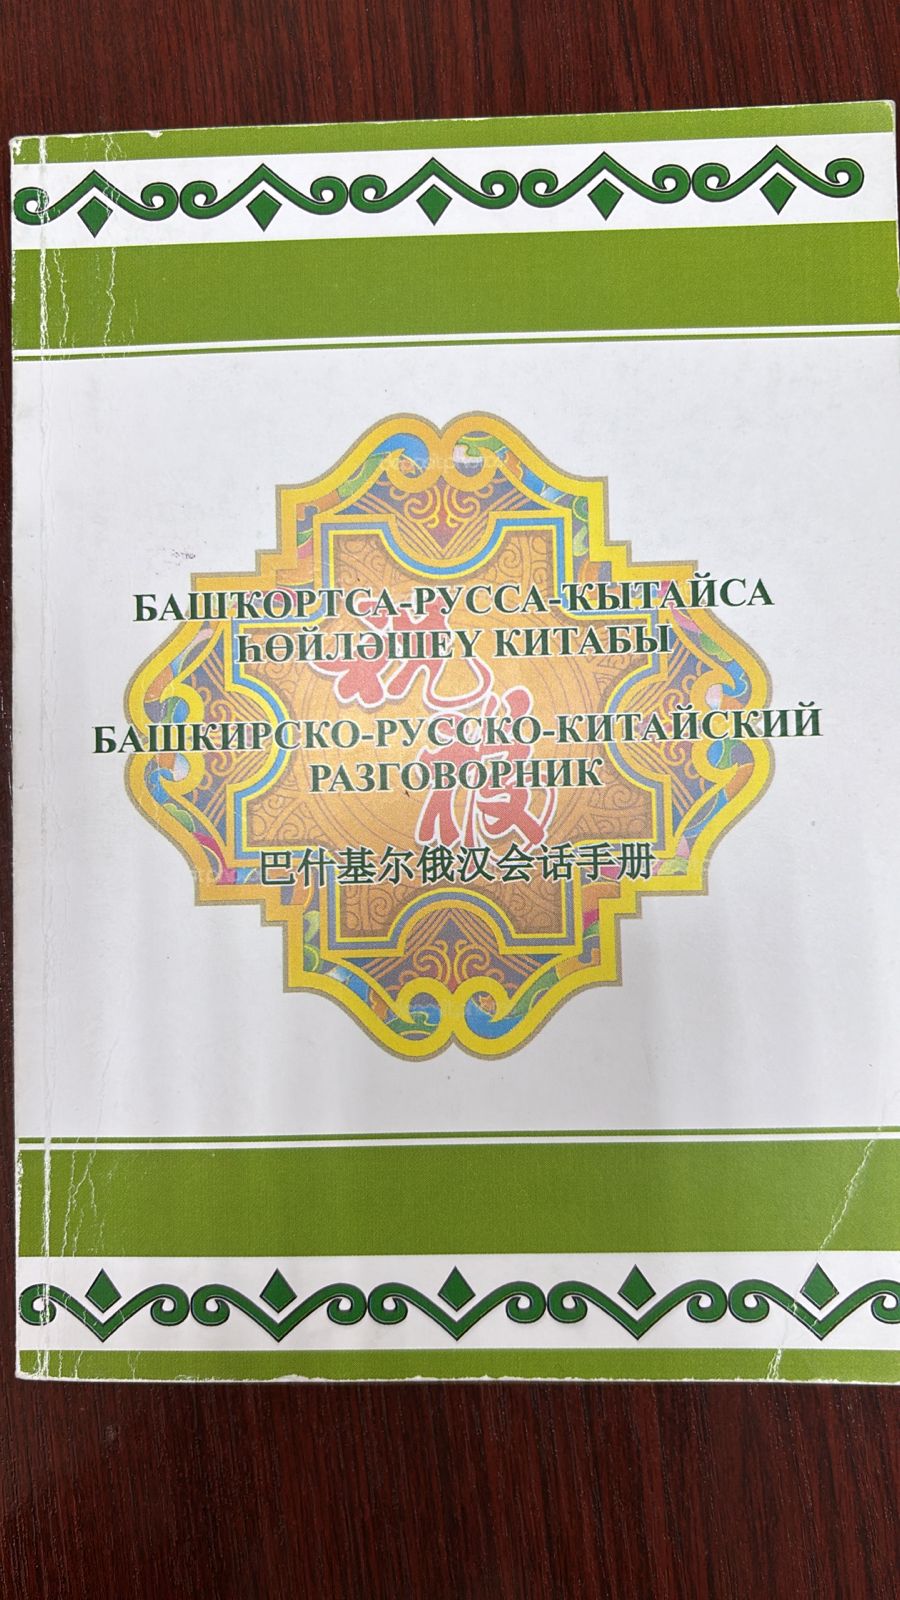 БАШҠОРТСА-РУССА-ҠЫТАЙСА
ҺӨЙЛӘШЕҮ КИТАБЫ
БАШКИРСКО-РУССКО-КИТАЙСКИЙ
РАЗГОВОРНИК
巴什基尔俄汉会话手册